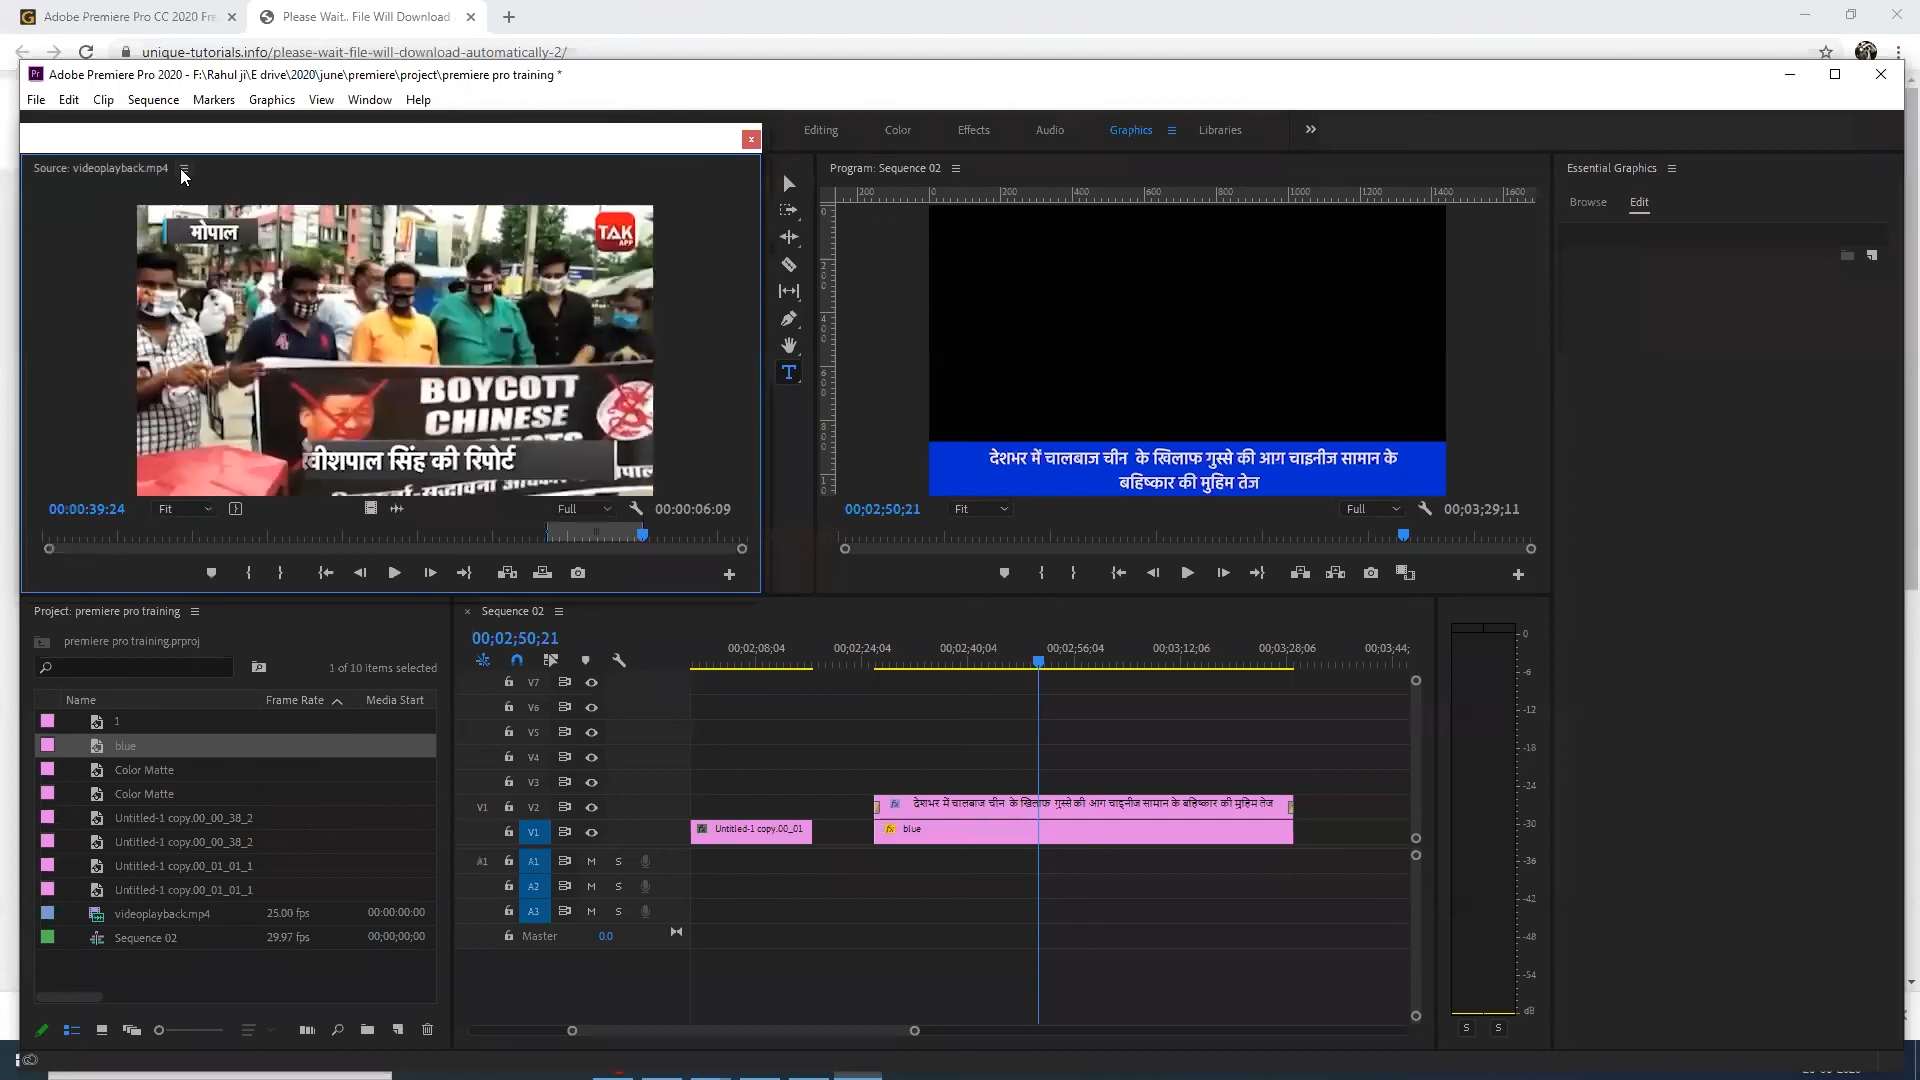 Adobe Premiere Pro CC 2020 Fre
Please Wait.. File Will Download
unique-tutorials.info/please-wait-file-will-download-automatically-2/
Pr Adobe Premiere Pro 2020 - F:\Rahul ji\E drive\2020\june\premiere\project\premiere pro training *
File Edit Clip Sequence Markers Graphics View Window Help
Editing Color Effects Audio Graphics Libraries
Source: videoplayback.mp4
Program: Sequence 02
Essential Graphics
Browse Edit
200 0 200 400 600 800 1000 1200 1400 1600
भोपाल
TAK
APP
BOYCOTT
CHINESE
वीशपाल सिंह की रिपोर्ट
देशभर में चालबाज चीन के खिलाफ गुस्से की आग चाइनीज सामान के
बहिष्कार की मुहिम तेज
00:00:39:24 Fit Full 00:00:06:09
00;02;50;21 Fit Full 00;03;29;11
Project: premiere pro training
premiere pro training.prproj
1 of 10 items selected
Name Frame Rate Media Start
1
blue
Color Matte
Color Matte
Untitled-1 copy.00_00_38_2
Untitled-1 copy.00_00_38_2
Untitled-1 copy.00_01_01_1
Untitled-1 copy.00_01_01_1
videoplayback.mp4 25.00 fps 00:00:00:00
Sequence 02 29.97 fps 00;00;00;00
Sequence 02
00;02;50;21
00;02;08;04 00;02;24;04 00;02;40;04 00;02;56;04 00;03;12;06 00;03;28;06 00;03;44;
V7
V6
V5
V4
V3
V1 V2 fx देशभर में चालबाज चीन के खिलाफ गुस्से की आग चाइनीज सामान के बहिष्कार की मुहिम तेज
V1 fx Untitled-1 copy.00_01 fx blue
A1 A1 M S
A2 M S
A3 M S
Master 0.0
0
-6
-12
-18
-24
-30
-36
-42
-48
-54
dB
S S